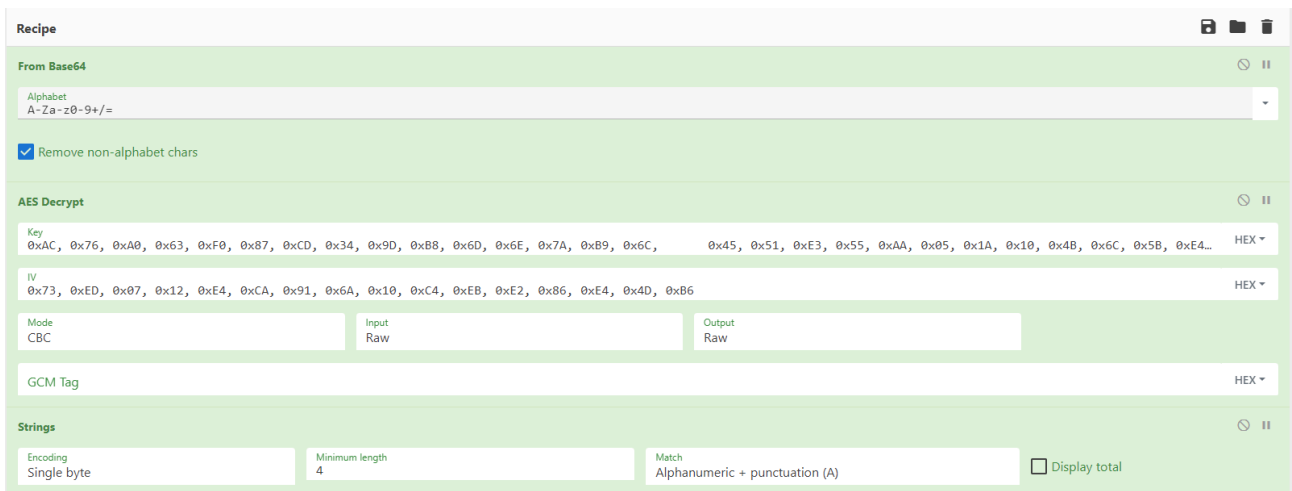 Recipe
From Base64
Alphabet
A-Za-z0-9+/=
Remove non-alphabet chars
AES Decrypt
Key
0xAC, 0x76, 0xA0, 0x63, 0xF0, 0x87, 0xCD, 0x34, 0x9D, 0xB8, 0x6D, 0x6E, 0x7A, 0xB9, 0x6C, 0x45, 0x51, 0xE3, 0x55, 0xAA, 0x05, 0x1A, 0x10, 0x4B, 0x6C, 0x5B, 0xE4… HEX
IV
0x73, 0xED, 0x07, 0x12, 0xE4, 0xCA, 0x91, 0x6A, 0x10, 0xC4, 0xEB, 0xE2, 0x86, 0xE4, 0x4D, 0xB6 HEX
Mode Input Output
CBC Raw Raw
GCM Tag HEX
Strings
Encoding Minimum length Match
Single byte 4 Alphanumeric + punctuation (A) Display total